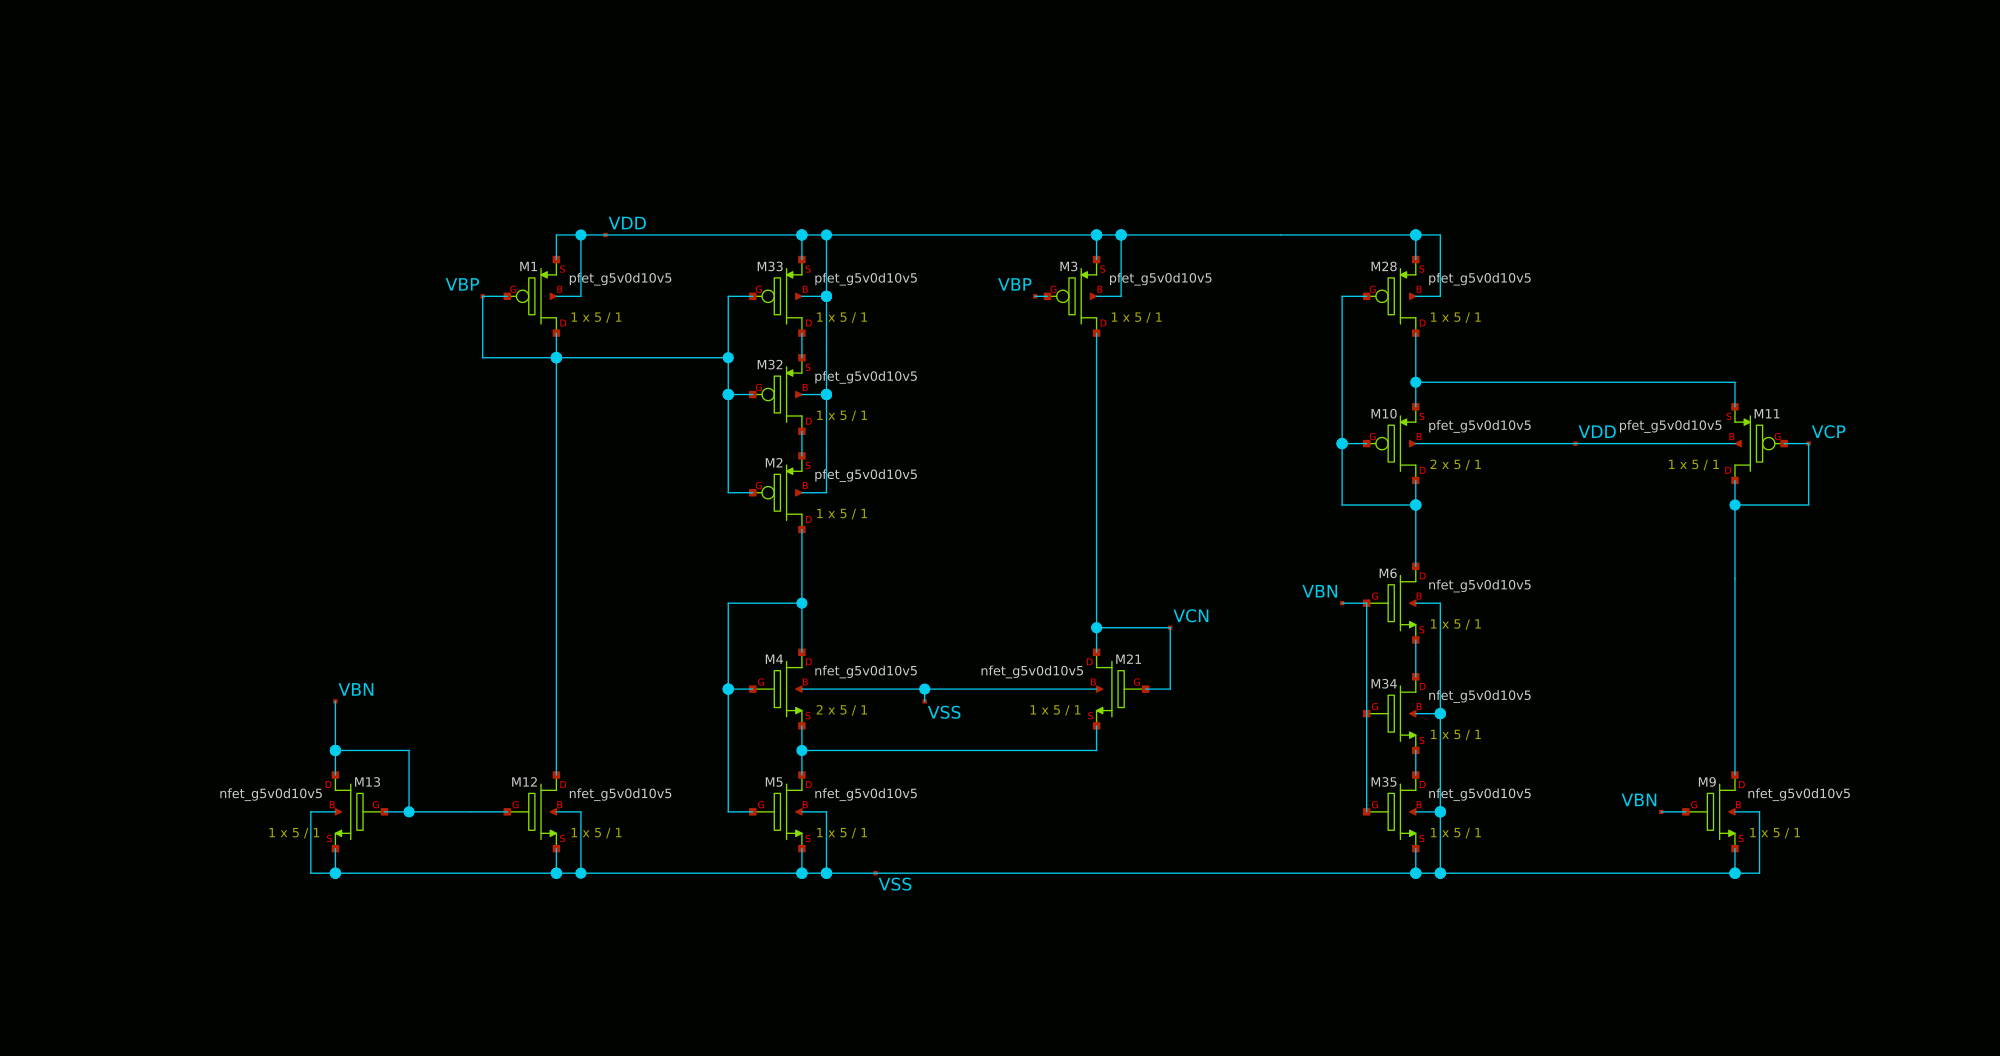 VDD
M1
S
pfet_g5v0d10v5
VBP
G
B
1 x 5 / 1
D
M33
S
pfet_g5v0d10v5
G
B
1 x 5 / 1
D
M3
S
pfet_g5v0d10v5
VBP
G
B
1 x 5 / 1
D
M28
S
pfet_g5v0d10v5
G
B
1 x 5 / 1
D
M32
S
pfet_g5v0d10v5
G
B
1 x 5 / 1
D
M10
S
pfet_g5v0d10v5
G
B
2 x 5 / 1
D
VDD
M11
S
pfet_g5v0d10v5
VCP
G
B
1 x 5 / 1
D
M2
S
pfet_g5v0d10v5
G
B
1 x 5 / 1
D
M6
D
nfet_g5v0d10v5
VBN
G
B
1 x 5 / 1
S
VCN
M4
D
nfet_g5v0d10v5
G
B
2 x 5 / 1
S
VSS
M21
D
nfet_g5v0d10v5
G
B
1 x 5 / 1
S
M34
D
nfet_g5v0d10v5
G
B
1 x 5 / 1
S
VBN
M13
D
nfet_g5v0d10v5
G
B
1 x 5 / 1
S
M12
D
nfet_g5v0d10v5
G
B
1 x 5 / 1
S
M5
D
nfet_g5v0d10v5
G
B
1 x 5 / 1
S
M35
D
nfet_g5v0d10v5
G
B
1 x 5 / 1
S
M9
D
nfet_g5v0d10v5
VBN
G
B
1 x 5 / 1
S
VSS